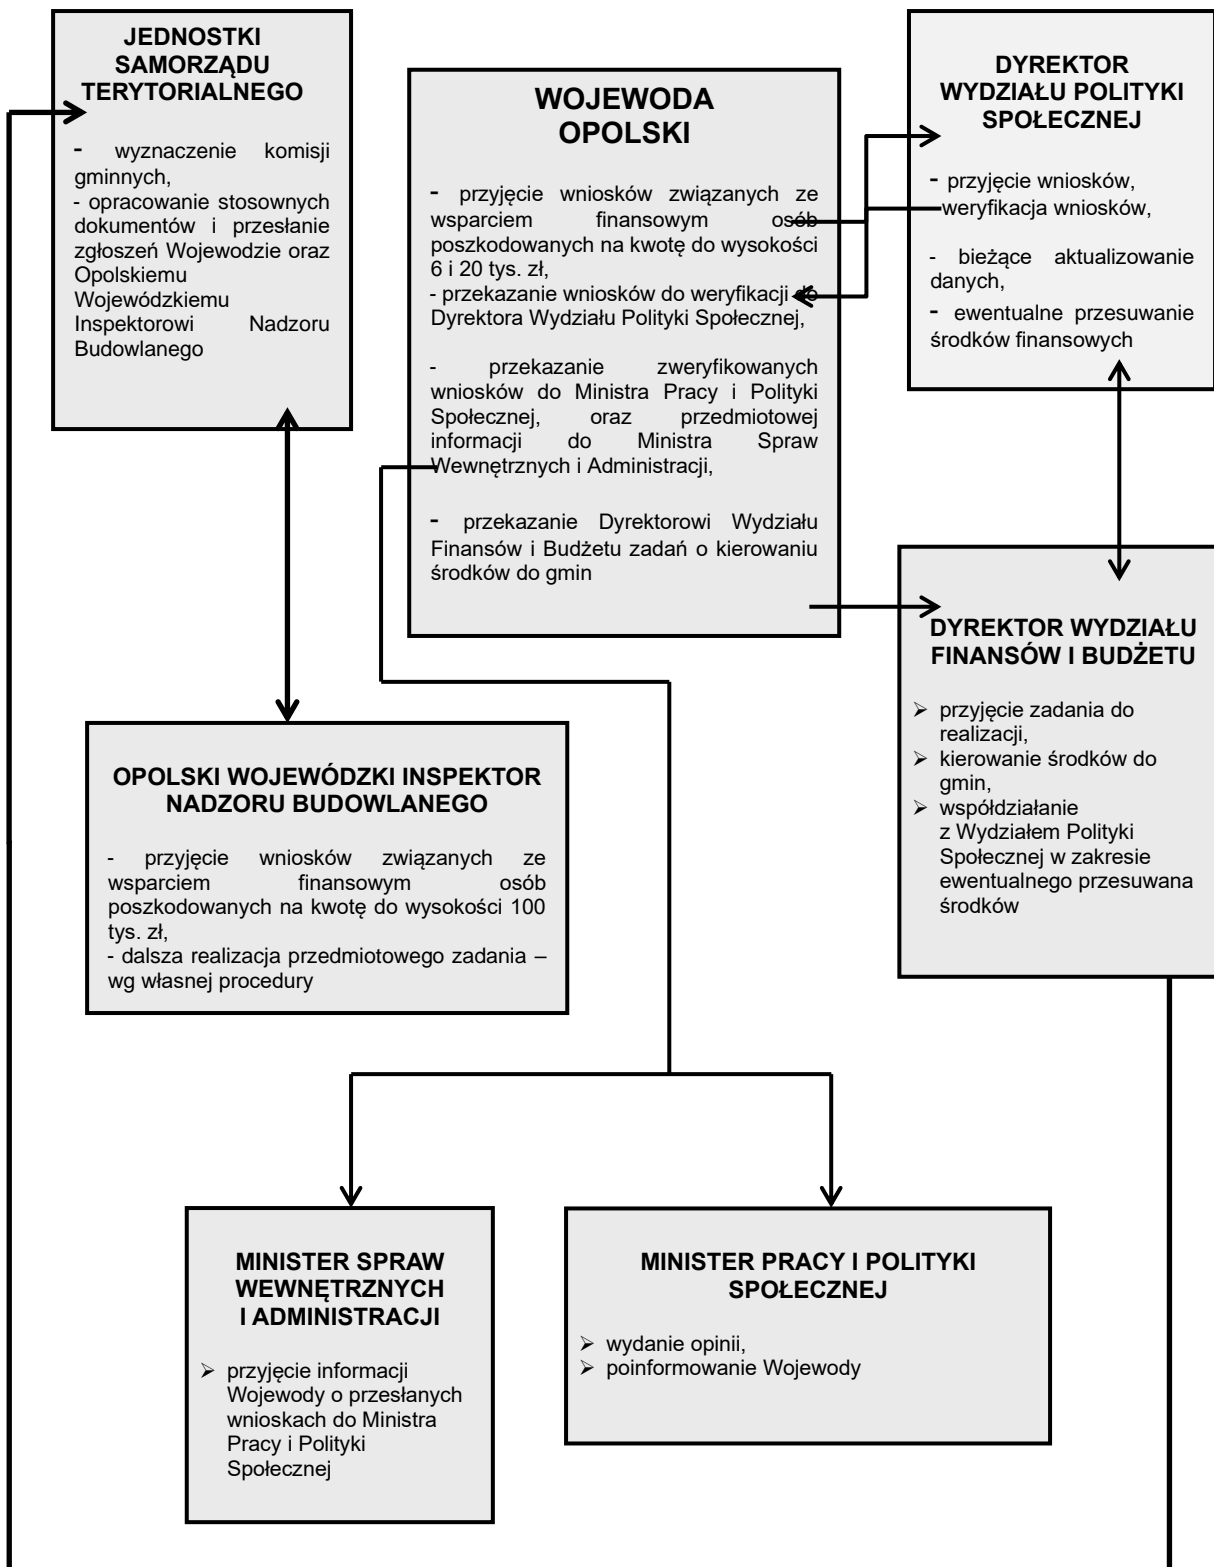 JEDNOSTKI
SAMORZĄDU
TERYTORIALNEGO
- wyznaczenie komisji
gminnych,
- opracowanie stosownych
dokumentów i przesłanie
zgłoszeń Wojewodzie oraz
Opolskiemu
Wojewódzkiemu
Inspektorowi Nadzoru
Budowlanego
WOJEWODA
OPOLSKI
- przyjęcie wniosków związanych ze
wsparciem finansowym osób
poszkodowanych na kwotę do wysokości
6 i 20 tys. zł,
- przekazanie wniosków do weryfikacji do
Dyrektora Wydziału Polityki Społecznej,
- przekazanie zweryfikowanych
wniosków do Ministra Pracy i Polityki
Społecznej, oraz przedmiotowej
informacji do Ministra Spraw
Wewnętrznych i Administracji,
- przekazanie Dyrektorowi Wydziału
Finansów i Budżetu zadań o kierowaniu
środków do gmin
DYREKTOR
WYDZIAŁU POLITYKI
SPOŁECZNEJ
- przyjęcie wniosków,
weryfikacja wniosków,
- bieżące aktualizowanie
danych,
- ewentualne przesuwanie
środków finansowych
DYREKTOR WYDZIAŁU
FINANSÓW I BUDŻETU
➢ przyjęcie zadania do
realizacji,
➢ kierowanie środków do
gmin,
➢ współdziałanie
z Wydziałem Polityki
Społecznej w zakresie
ewentualnego przesuwana
środków
OPOLSKI WOJEWÓDZKI INSPEKTOR
NADZORU BUDOWLANEGO
- przyjęcie wniosków związanych ze
wsparciem finansowym osób
poszkodowanych na kwotę do wysokości 100
tys. zł,
- dalsza realizacja przedmiotowego zadania –
wg własnej procedury
MINISTER SPRAW
WEWNĘTRZNYCH
I ADMINISTRACJI
➢ przyjęcie informacji
Wojewody o przesłanych
wnioskach do Ministra
Pracy i Polityki
Społecznej
MINISTER PRACY I POLITYKI
SPOŁECZNEJ
➢ wydanie opinii,
➢ poinformowanie Wojewody